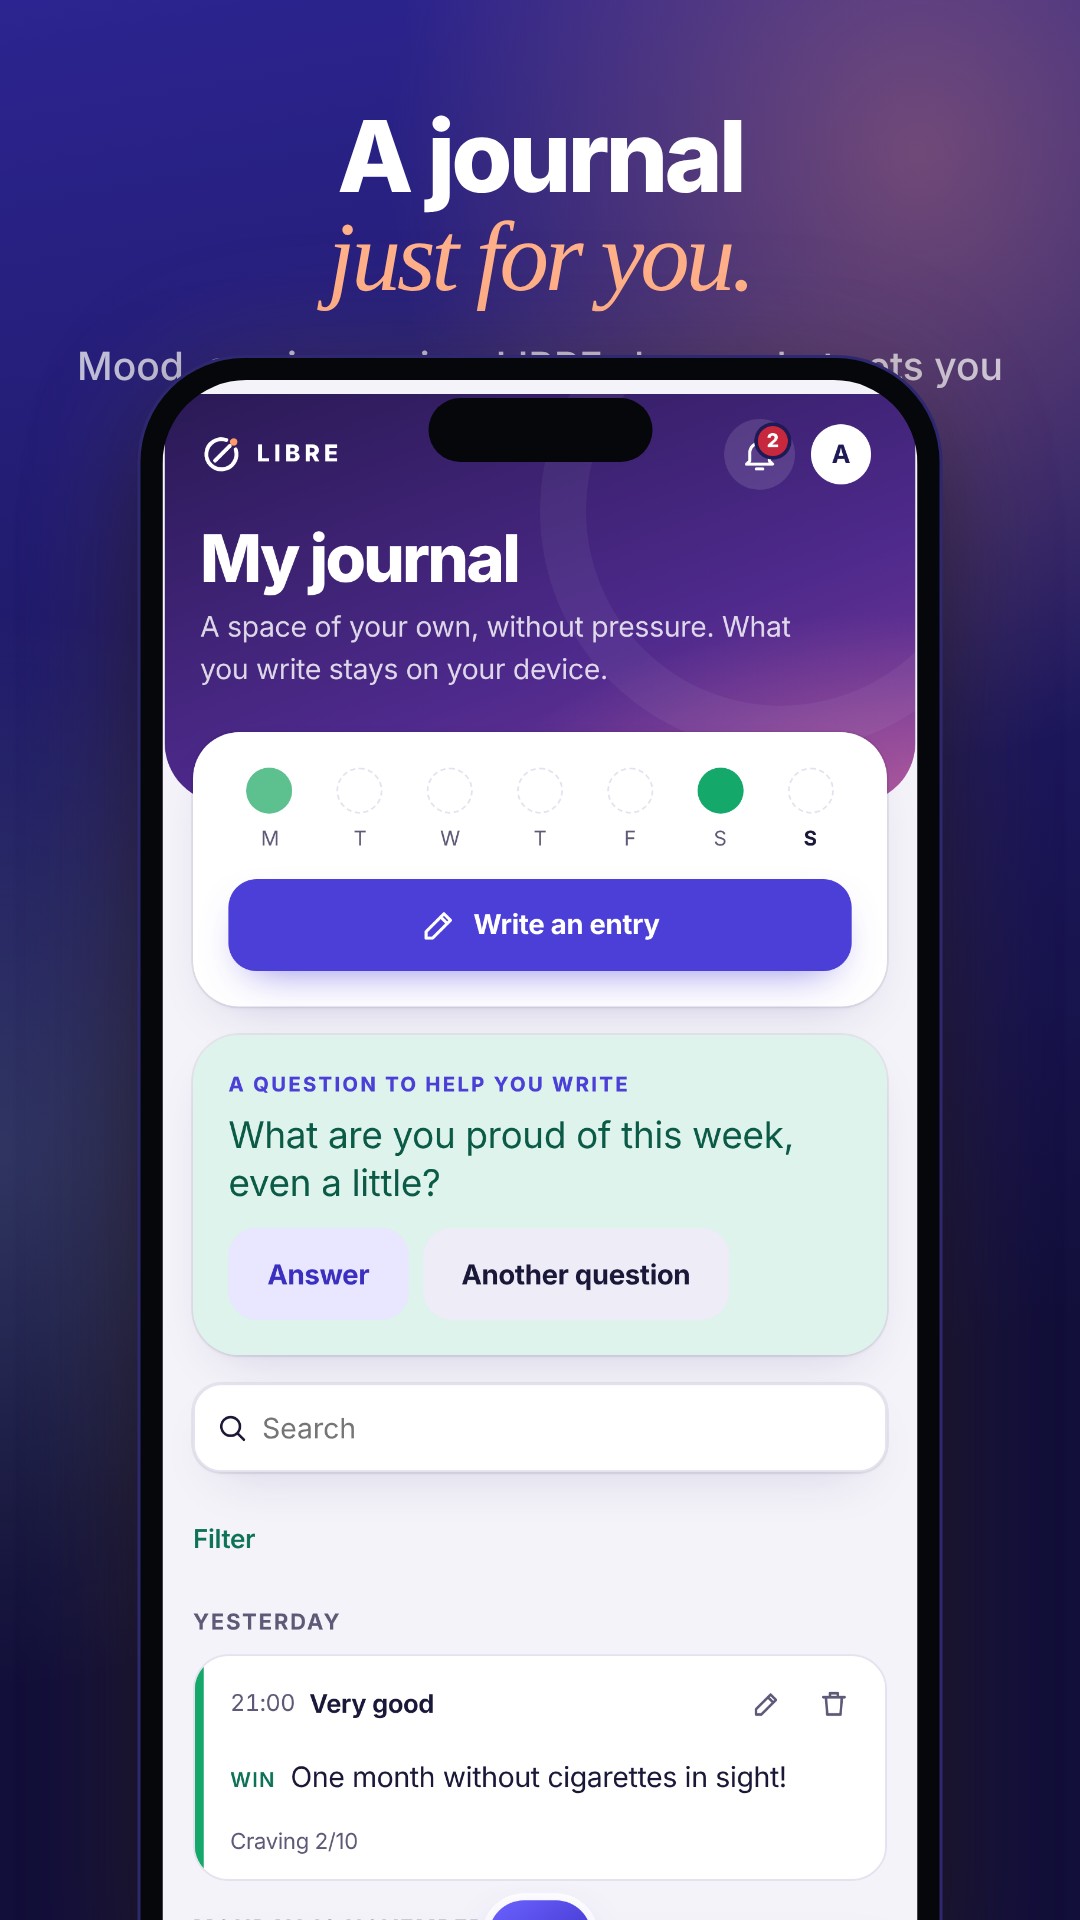 A journal
just for you.
Mood ets you
LIBRE
2
A
My journal
A space of your own, without pressure. What
you write stays on your device.
M T W T F S S
Write an entry
A QUESTION TO HELP YOU WRITE
What are you proud of this week,
even a little?
Answer Another question
Search
Filter
YESTERDAY
21:00 Very good
WIN One month without cigarettes in sight!
Craving 2/10